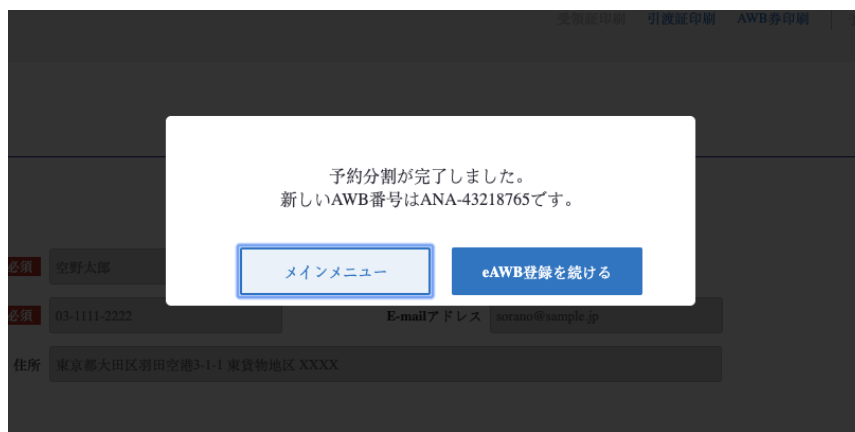 受領証印刷 引渡証印刷 AWB券印刷
予約分割が完了しました。
新しいAWB番号はANA-43218765です。
メインメニュー eAWB登録を続ける
必須 空野太郎
必須 03-1111-2222 E-mailアドレス sorano@sample.jp
住所 東京都大田区羽田空港3-1-1 東貨物地区 XXXX